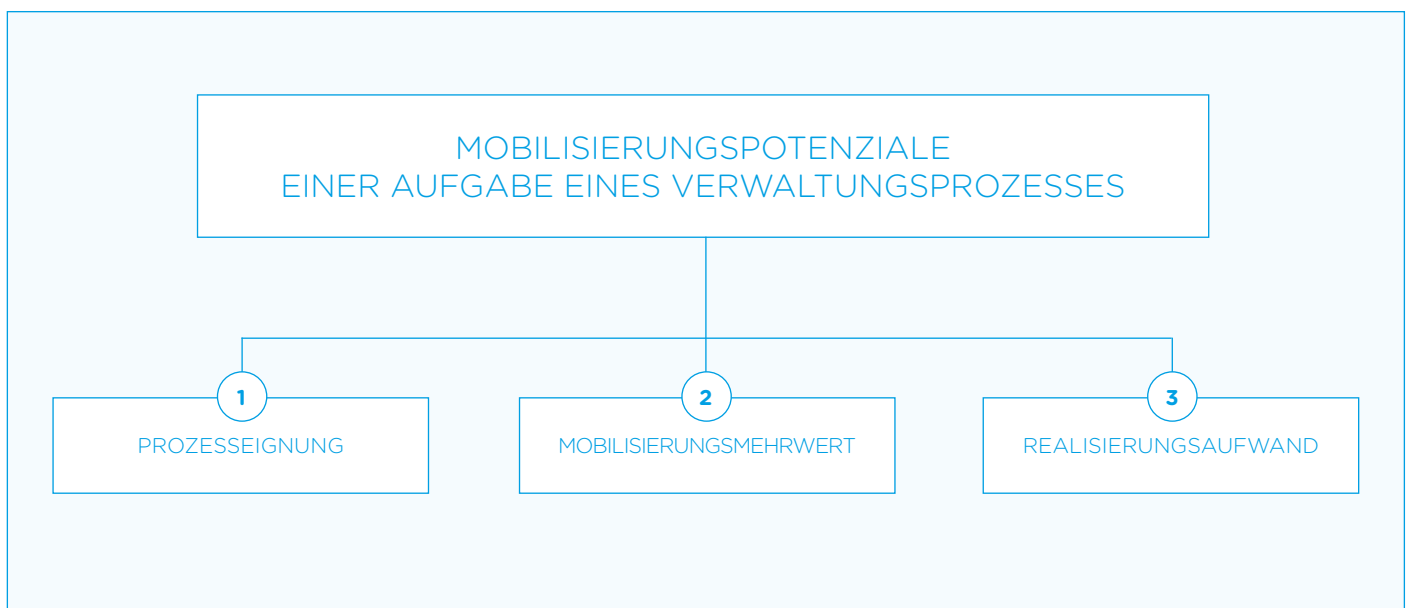 MOBILISIERUNGSPOTENZIALE
EINER AUFGABE EINES VERWALTUNGSPROZESSES
1
PROZESSEIGNUNG
2
MOBILISIERUNGSMEHRWERT
3
REALISIERUNGSAUFWAND